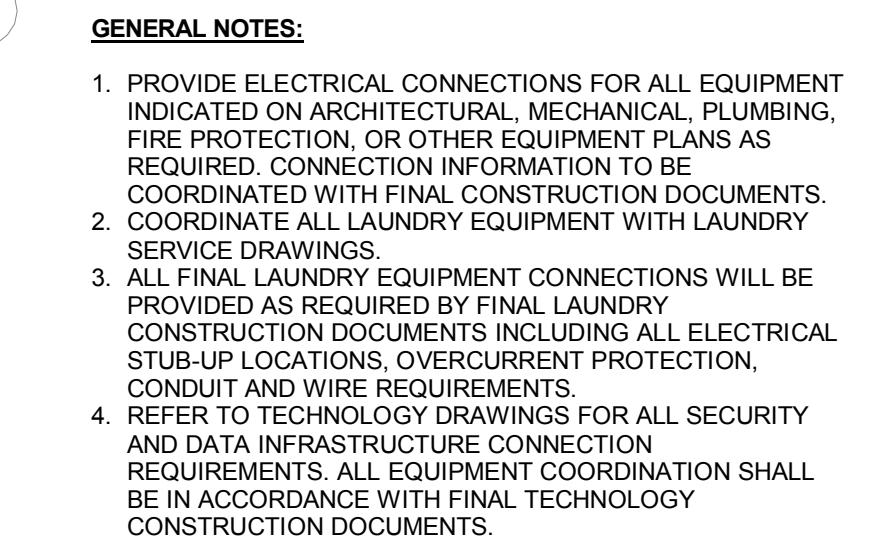 GENERAL NOTES:
1. PROVIDE ELECTRICAL CONNECTIONS FOR ALL EQUIPMENT
INDICATED ON ARCHITECTURAL, MECHANICAL, PLUMBING,
FIRE PROTECTION, OR OTHER EQUIPMENT PLANS AS
REQUIRED. CONNECTION INFORMATION TO BE
COORDINATED WITH FINAL CONSTRUCTION DOCUMENTS.
2. COORDINATE ALL LAUNDRY EQUIPMENT WITH LAUNDRY
SERVICE DRAWINGS.
3. ALL FINAL LAUNDRY EQUIPMENT CONNECTIONS WILL BE
PROVIDED AS REQUIRED BY FINAL LAUNDRY
CONSTRUCTION DOCUMENTS INCLUDING ALL ELECTRICAL
STUB-UP LOCATIONS, OVERCURRENT PROTECTION,
CONDUIT AND WIRE REQUIREMENTS.
4. REFER TO TECHNOLOGY DRAWINGS FOR ALL SECURITY
AND DATA INFRASTRUCTURE CONNECTION
REQUIREMENTS. ALL EQUIPMENT COORDINATION SHALL
BE IN ACCORDANCE WITH FINAL TECHNOLOGY
CONSTRUCTION DOCUMENTS.